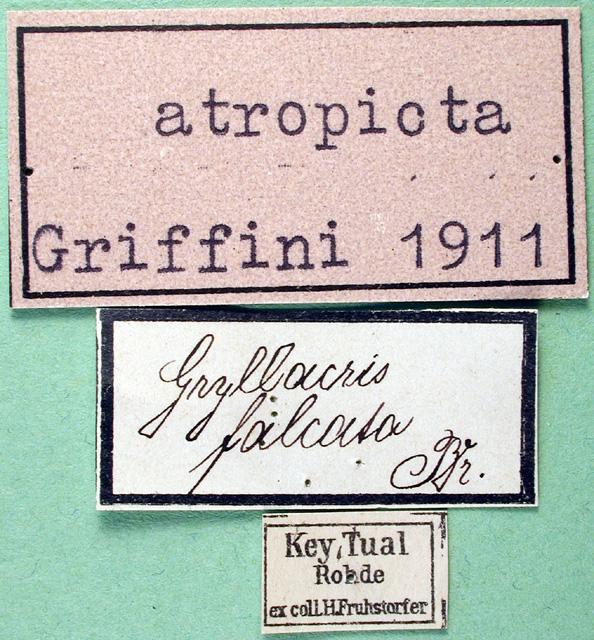 atropicta
Griffini 1911
Gryllacris
falcata
Br.
Key, Tual
Rohde
ex coll. H. Fruhstorfer